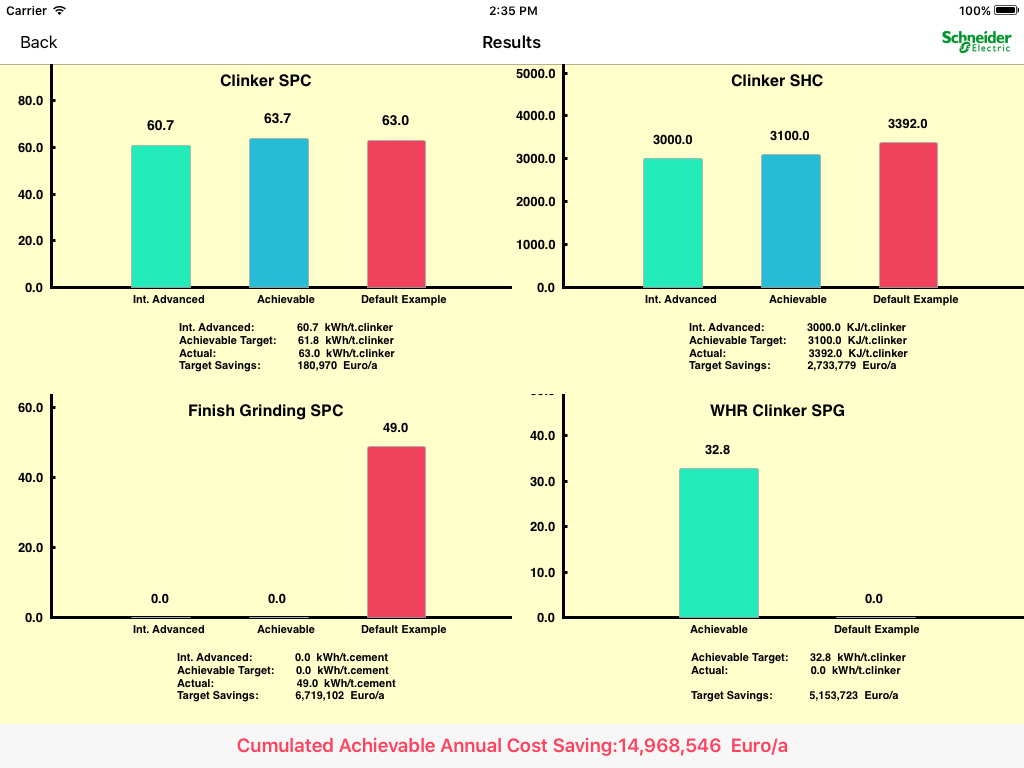 Carrier 2:35 PM 100%
Back Results Schneider Electric
Clinker SPC
80.0
60.0
40.0
20.0
0.0
60.7 63.7 63.0
Int. Advanced Achievable Default Example
Int. Advanced: 60.7 kWh/t.clinker
Achievable Target: 61.8 kWh/t.clinker
Actual: 63.0 kWh/t.clinker
Target Savings: 180,970 Euro/a
Clinker SHC
5000.0
4000.0
3000.0
2000.0
1000.0
0.0
3000.0 3100.0 3392.0
Int. Advanced Achievable Default Example
Int. Advanced: 3000.0 KJ/t.clinker
Achievable Target: 3100.0 KJ/t.clinker
Actual: 3392.0 KJ/t.clinker
Target Savings: 2,733,779 Euro/a
Finish Grinding SPC
60.0
40.0
20.0
0.0
0.0 0.0 49.0
Int. Advanced Achievable Default Example
Int. Advanced: 0.0 kWh/t.cement
Achievable Target: 0.0 kWh/t.cement
Actual: 49.0 kWh/t.cement
Target Savings: 6,719,102 Euro/a
WHR Clinker SPG
40.0
30.0
20.0
10.0
0.0
32.8 0.0
Achievable Default Example
Achievable Target: 32.8 kWh/t.clinker
Actual: 0.0 kWh/t.clinker
Target Savings: 5,153,723 Euro/a
Cumulated Achievable Annual Cost Saving:14,968,546 Euro/a